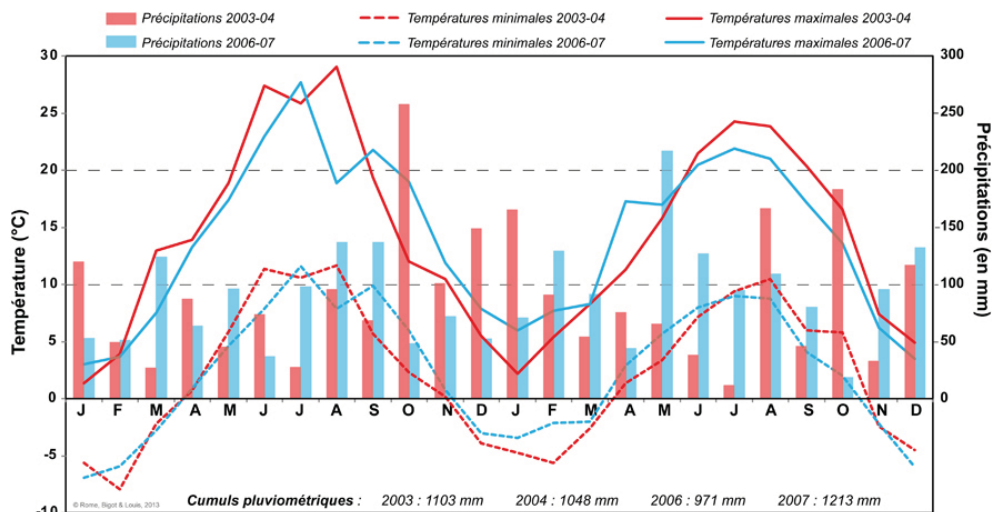 Précipitations 2003-04 Températures minimales 2003-04 Températures maximales 2003-04
Précipitations 2006-07 Températures minimales 2006-07 Températures maximales 2006-07
Température (°C)
30
25
20
15
10
5
0
-5
-10
300
250
200
150
100
50
0
Précipitations (en mm)
J F M A M J J A S O N D J F M A M J J A S O N D
© Rome, Bigot & Louis, 2013
Cumuls pluviométriques : 2003 : 1103 mm 2004 : 1048 mm 2006 : 971 mm 2007 : 1213 mm